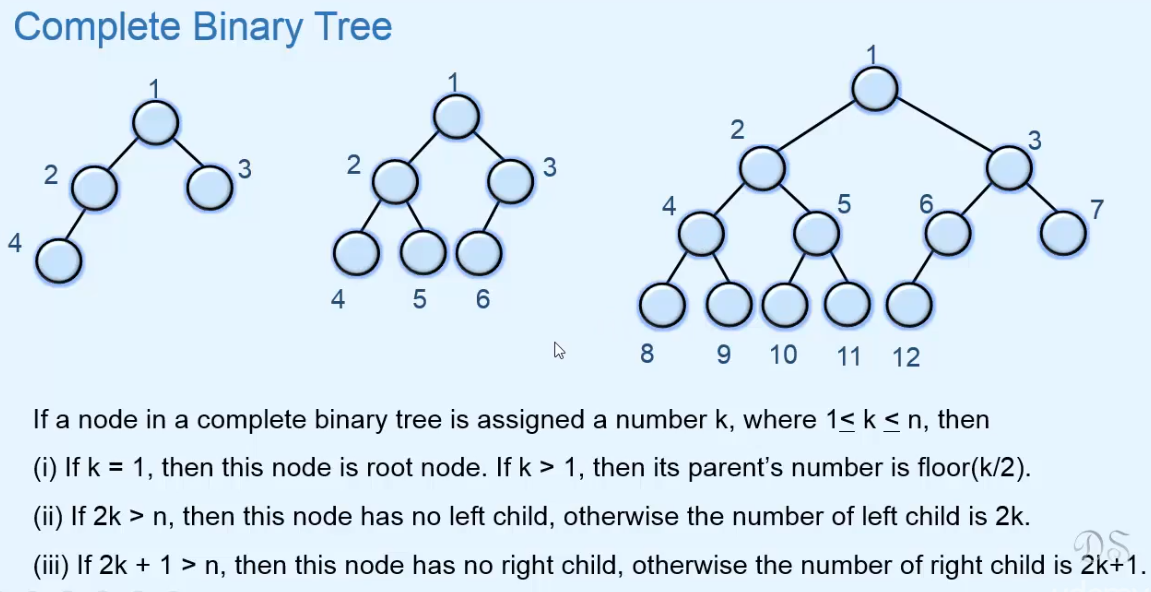 Complete Binary Tree
1
2
3
4
1
2
3
4 5 6
1
2
3
4
5
6
7
8 9 10 11 12
If a node in a complete binary tree is assigned a number k, where 1≤ k ≤ n, then
(i) If k = 1, then this node is root node. If k > 1, then its parent's number is floor(k/2).
(ii) If 2k > n, then this node has no left child, otherwise the number of left child is 2k.
DS
(iii) If 2k + 1 > n, then this node has no right child, otherwise the number of right child is 2k+1.